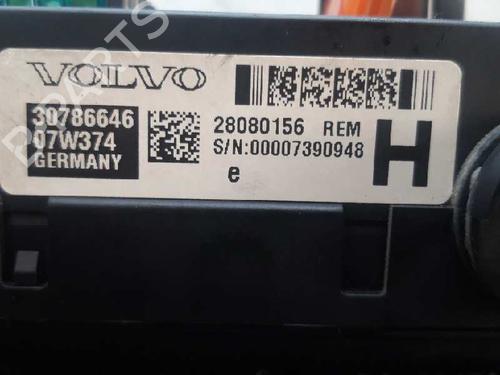 VOLVO
30786646
07W374
GERMANY
28080156 REM
S/N:00007390948
e
H
B-PARTS